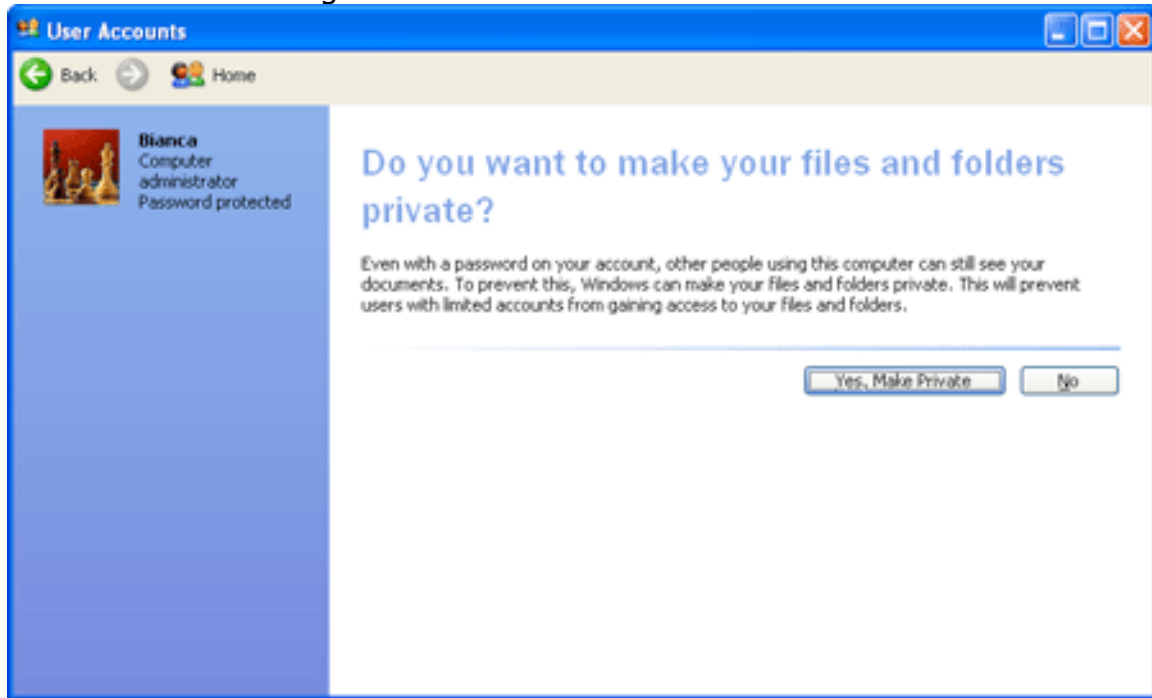 User Accounts
Back
Home
Bianca
Computer
administrator
Password protected
Do you want to make your files and folders
private?
Even with a password on your account, other people using this computer can still see your
documents. To prevent this, Windows can make your files and folders private. This will prevent
users with limited accounts from gaining access to your files and folders.
Yes, Make Private
No